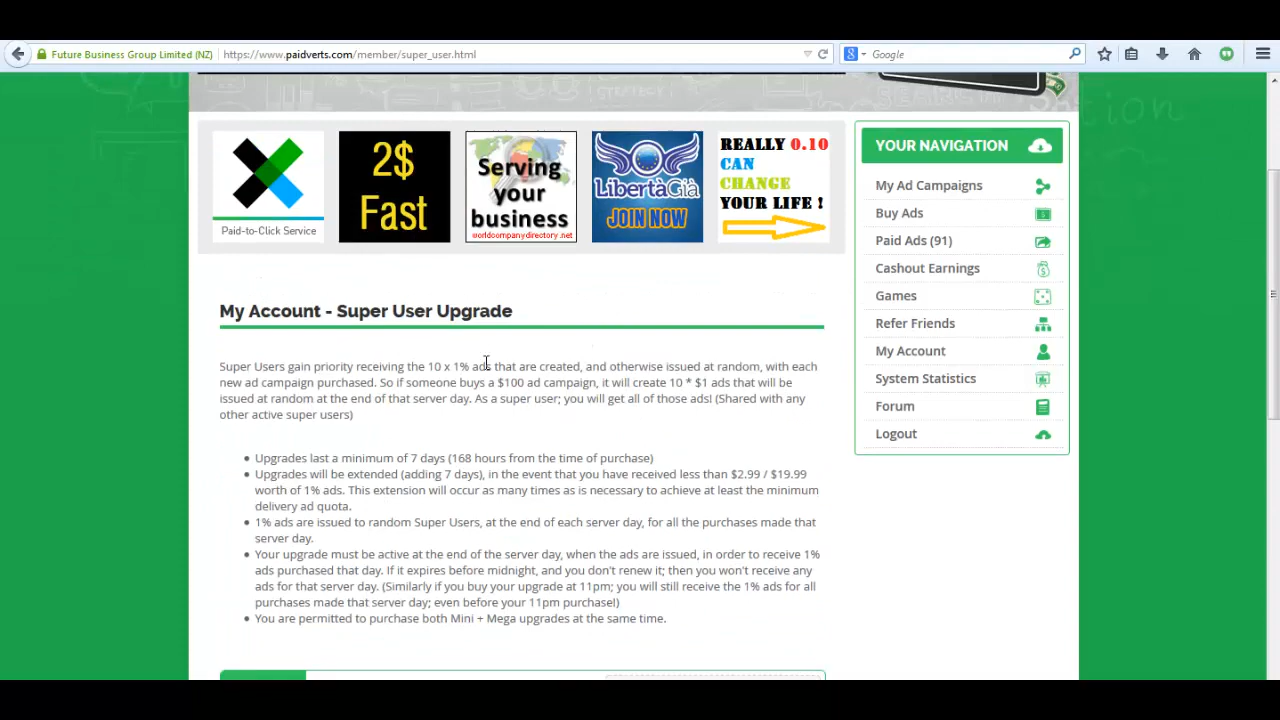 Future Business Group Limited (NZ)
https://www.paidverts.com/member/super_user.html
Google
Paid-to-Click Service
2$
Fast
Serving
your
business
worldcompanydirectory.net
LibertàGià
JOIN NOW
REALLY 0.10
CAN
CHANGE
YOUR LIFE !
My Account - Super User Upgrade
Super Users gain priority receiving the 10 x 1% ads that are created, and otherwise issued at random, with each
new ad campaign purchased. So if someone buys a $100 ad campaign, it will create 10 * $1 ads that will be
issued at random at the end of that server day. As a super user; you will get all of those ads! (Shared with any
other active super users)
Upgrades last a minimum of 7 days (168 hours from the time of purchase)
Upgrades will be extended (adding 7 days), in the event that you have received less than $2.99 / $19.99
worth of 1% ads. This extension will occur as many times as is necessary to achieve at least the minimum
delivery ad quota.
1% ads are issued to random Super Users, at the end of each server day, for all the purchases made that
server day.
Your upgrade must be active at the end of the server day, when the ads are issued, in order to receive 1%
ads purchased that day. If it expires before midnight, and you don't renew it; then you won't receive any
ads for that server day. (Similarly if you buy your upgrade at 11pm; you will still receive the 1% ads for all
purchases made that server day; even before your 11pm purchase!)
You are permitted to purchase both Mini + Mega upgrades at the same time.
YOUR NAVIGATION
My Ad Campaigns
Buy Ads
Paid Ads (91)
Cashout Earnings
Games
Refer Friends
My Account
System Statistics
Forum
Logout